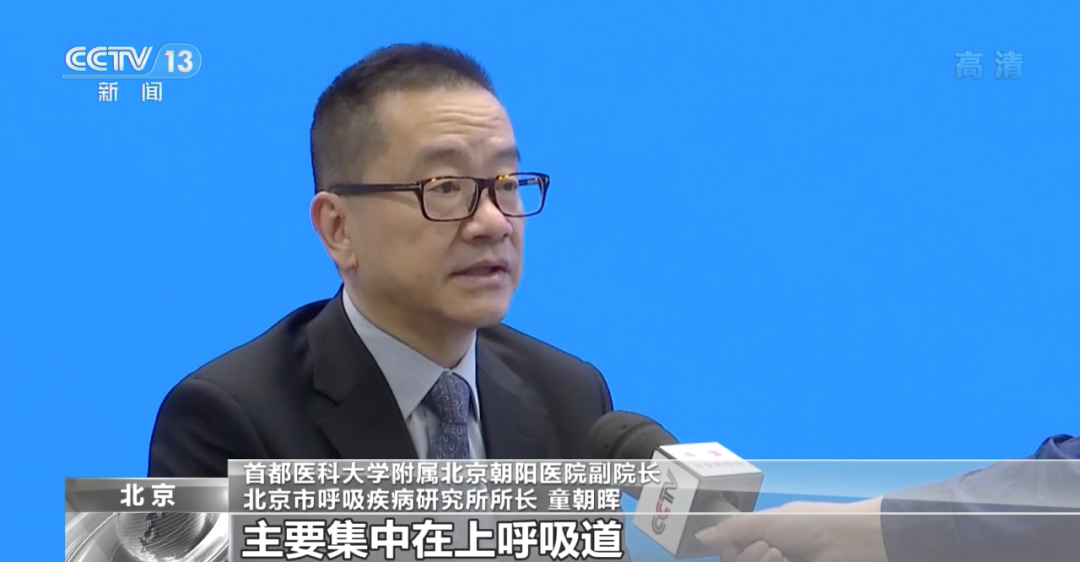 CCTV 13
新闻
高清
首都医科大学附属北京朝阳医院副院长
北京
北京市呼吸疾病研究所所长 童朝晖
CCTV
主要集中在上呼吸道